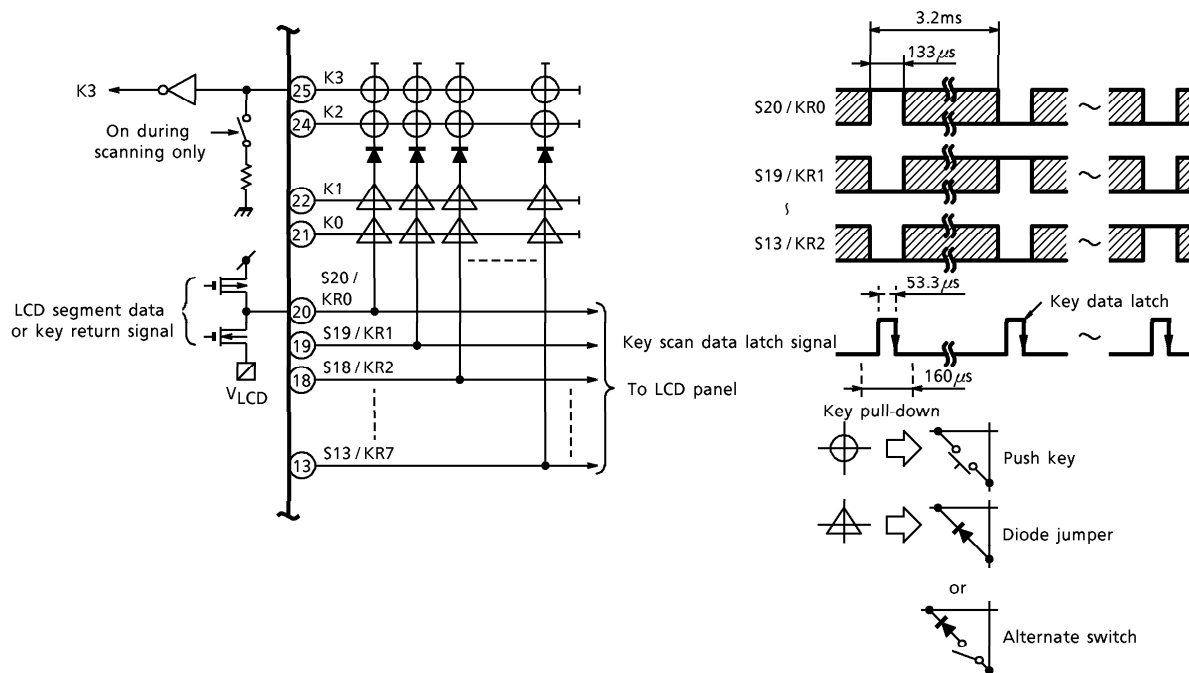 K3
25
K3
24
K2
On during
scanning only
22
K1
21
K0
LCD segment data
or key return signal
VLCD
S20 /
20
KR0
19
S19 / KR1
18
S18 / KR2
13
S13 / KR7
To LCD panel
3.2ms
133μs
S20 / KR0
~
S19 / KR1
~
~
S13 / KR2
~
53.3μs
Key data latch
Key scan data latch signal
~
160μs
Key pull-down
Push key
Diode jumper
or
Alternate switch